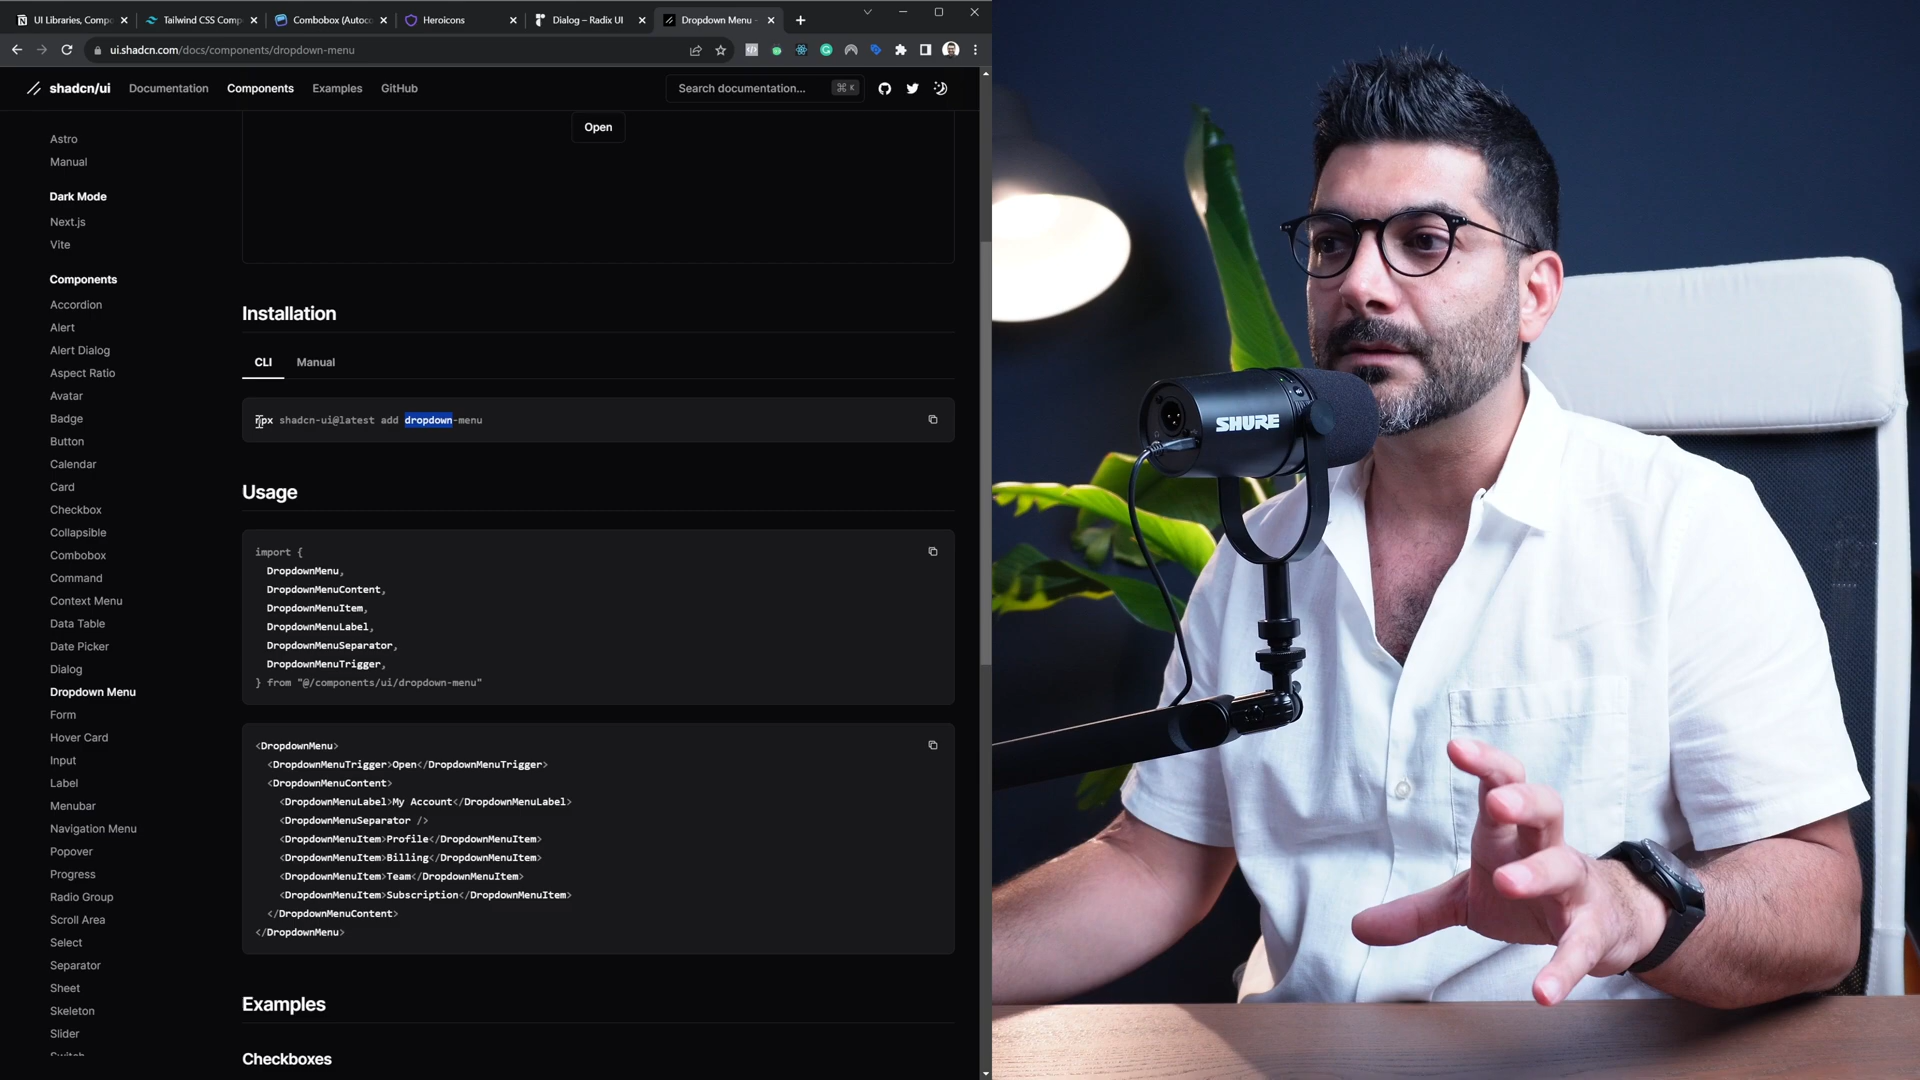 UI Libraries, Compo
Tailwind CSS Comp
Combobox (Autoco
Heroicons
Dialog – Radix UI
Dropdown Menu -
ui.shadcn.com/docs/components/dropdown-menu
shadcn/ui
Documentation
Components
Examples
GitHub
Search documentation...
⌘ K
Astro
Manual
Dark Mode
Next.js
Vite
Components
Accordion
Alert
Alert Dialog
Aspect Ratio
Avatar
Badge
Button
Calendar
Card
Checkbox
Collapsible
Combobox
Command
Context Menu
Data Table
Date Picker
Dialog
Dropdown Menu
Form
Hover Card
Input
Label
Menubar
Navigation Menu
Popover
Progress
Radio Group
Scroll Area
Select
Separator
Sheet
Skeleton
Slider
Switch
Open
Installation
CLI
Manual
npx shadcn-ui@latest add dropdown-menu
Usage
import {
DropdownMenu,
DropdownMenuContent,
DropdownMenuItem,
DropdownMenuLabel,
DropdownMenuSeparator,
DropdownMenuTrigger,
} from "@/components/ui/dropdown-menu"
<DropdownMenu>
<DropdownMenuTrigger>Open</DropdownMenuTrigger>
<DropdownMenuContent>
<DropdownMenuLabel>My Account</DropdownMenuLabel>
<DropdownMenuSeparator />
<DropdownMenuItem>Profile</DropdownMenuItem>
<DropdownMenuItem>Billing</DropdownMenuItem>
<DropdownMenuItem>Team</DropdownMenuItem>
<DropdownMenuItem>Subscription</DropdownMenuItem>
</DropdownMenuContent>
</DropdownMenu>
Examples
Checkboxes
SHURE